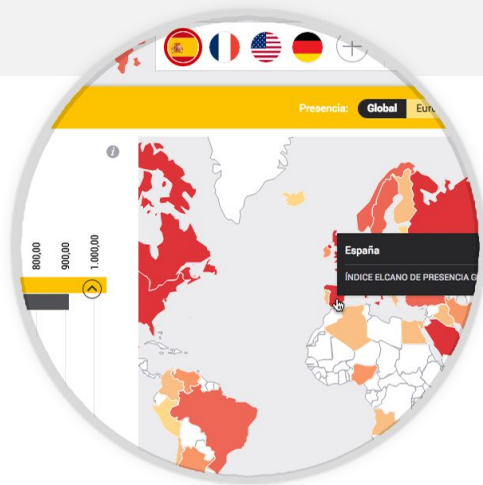 Presencia: Global
España
ÍNDICE ELCANO DE PRESENCIA
800,00
900,00
1.000,00